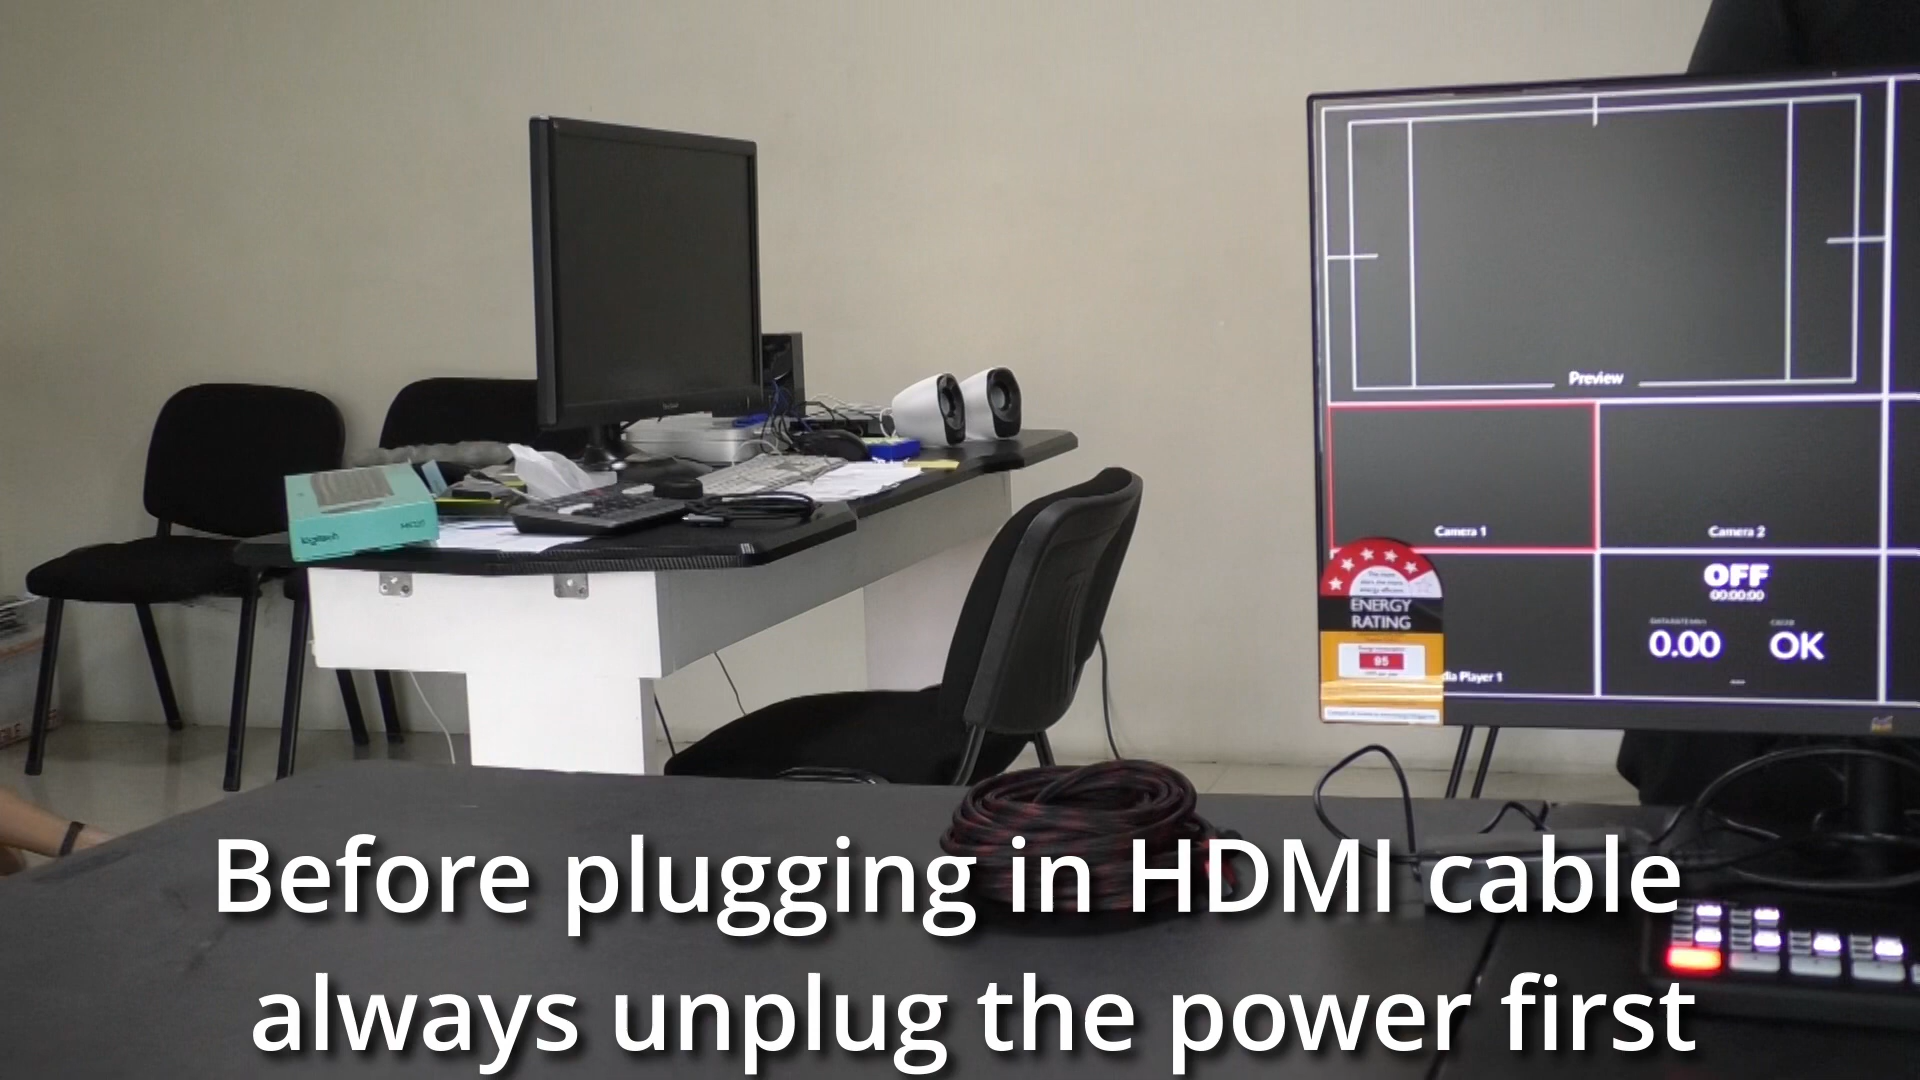 Preview
Camera 1
Camera 2
OFF
00:00:00
ENERGY
RATING
0.00
OK
95
dia Player 1
logitech
Before plugging in HDMI cable
always unplug the power first